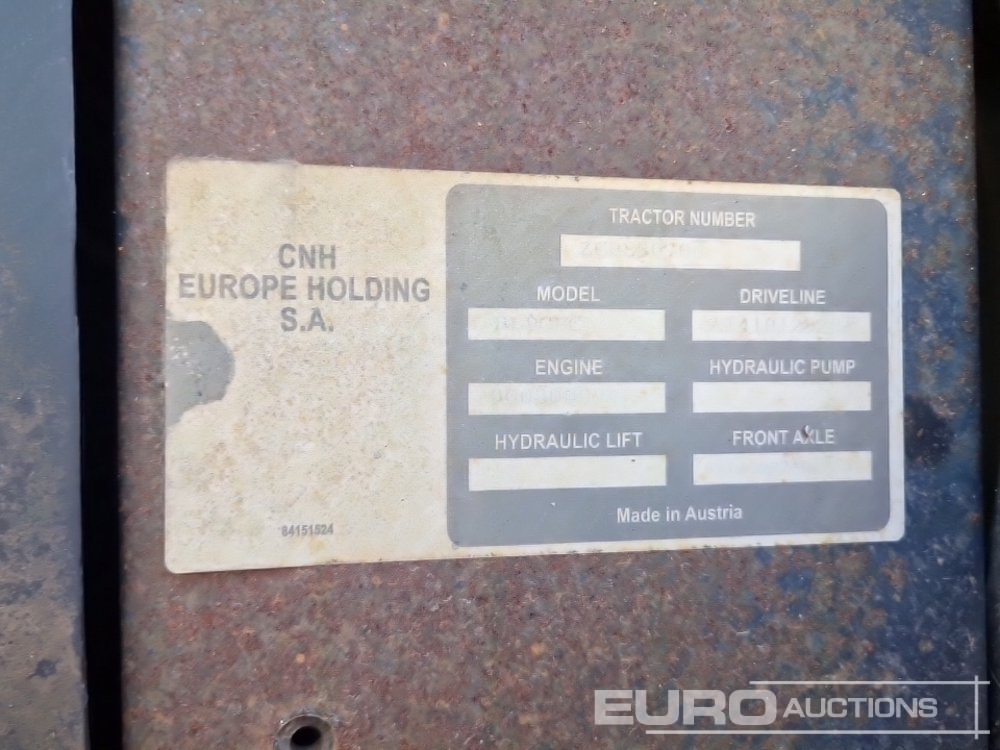 CNH
EUROPE HOLDING
S.A.
84151524
TRACTOR NUMBER
MODEL
DRIVELINE
ENGINE
HYDRAULIC PUMP
HYDRAULIC LIFT
FRONT AXLE
Made in Austria
EURO AUCTIONS